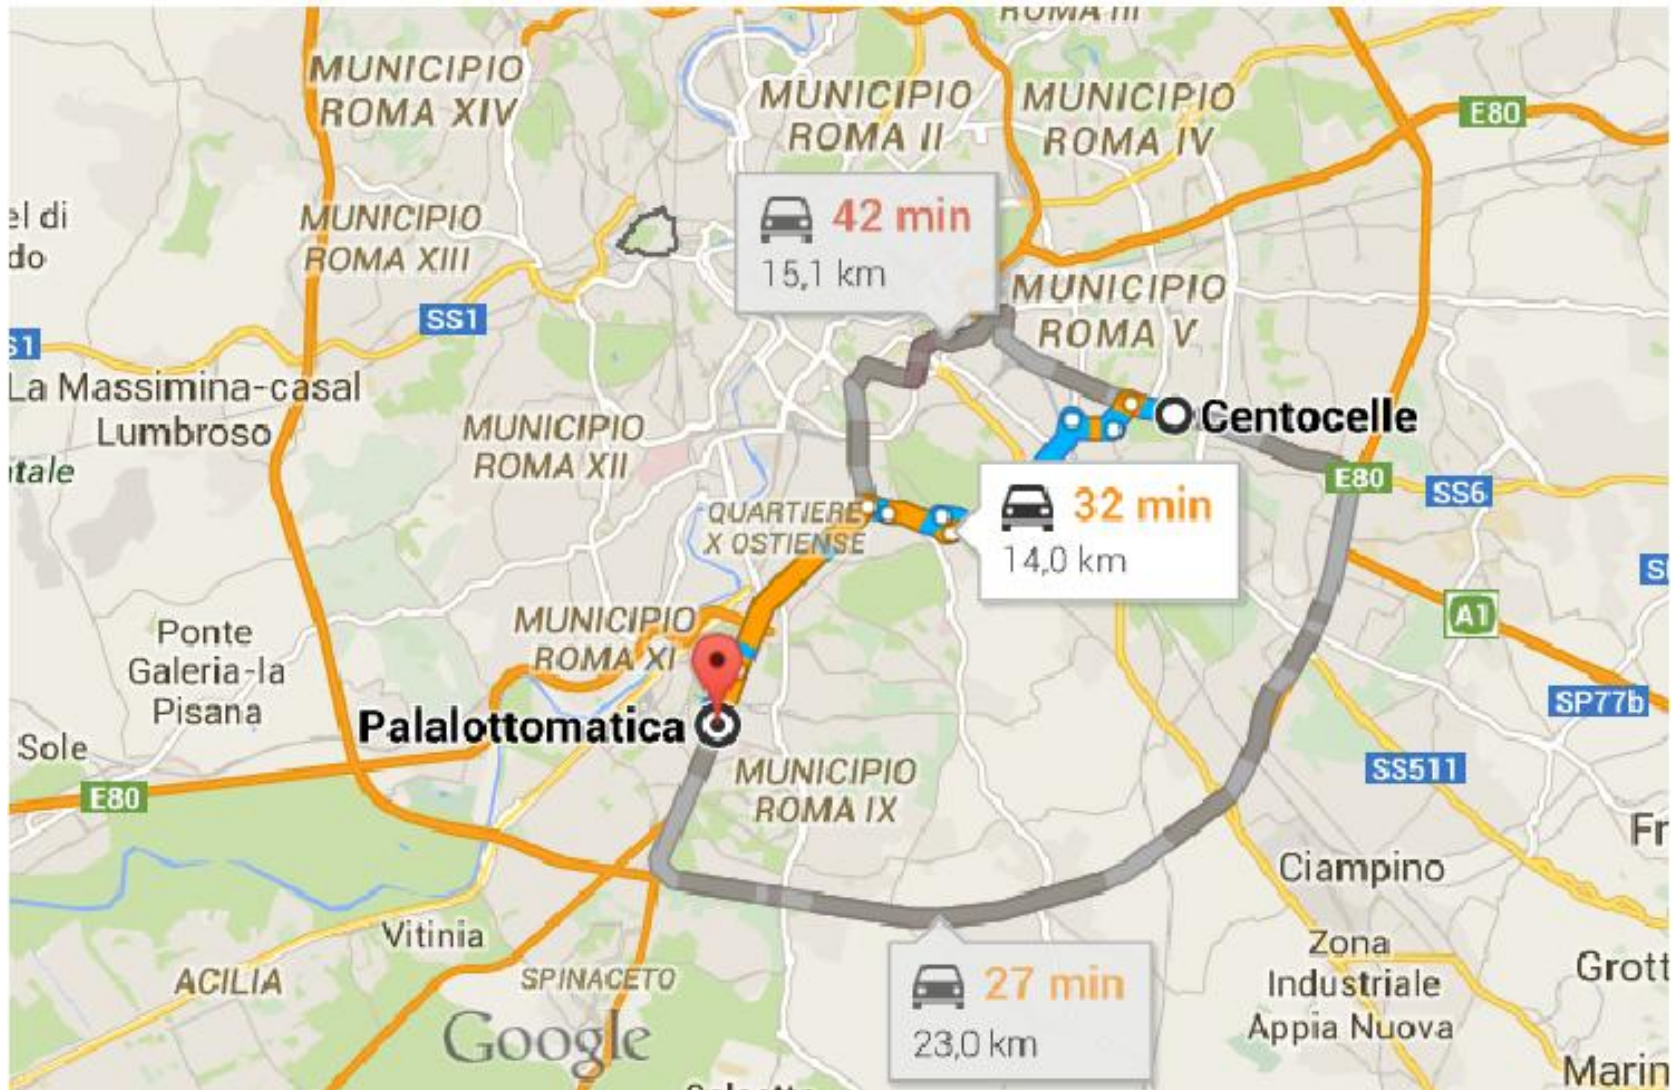 ROMA III
MUNICIPIO
ROMA XIV
MUNICIPIO
ROMA II
MUNICIPIO
ROMA IV
E80
el di
do
MUNICIPIO
ROMA XIII
42 min
15,1 km
MUNICIPIO
ROMA V
SS1
S1
La Massimina-casal
Lumbroso
Centocelle
MUNICIPIO
ROMA XII
E80
SS6
QUARTIERE
X OSTIENSE
32 min
14,0 km
A1
Ponte
Galeria-la
Pisana
MUNICIPIO
ROMA XI
SP77b
Palalottomatica
Sole
E80
MUNICIPIO
ROMA IX
SS511
Fr
Ciampino
Vitinia
ACILIA
SPINACETO
Zona
Industriale
Appia Nuova
Grott
27 min
23,0 km
Google
Marin